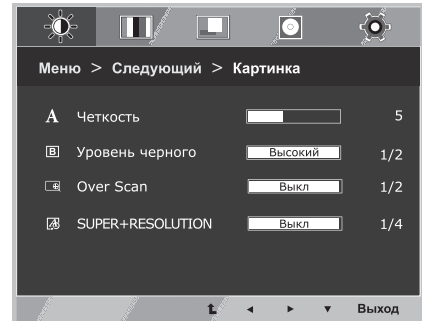 Меню > Следующий > Картинка
A Четкость 5
B Уровень черного Высокий 1/2
Over Scan Выкл 1/2
SUPER+RESOLUTION Выкл 1/4
Выход